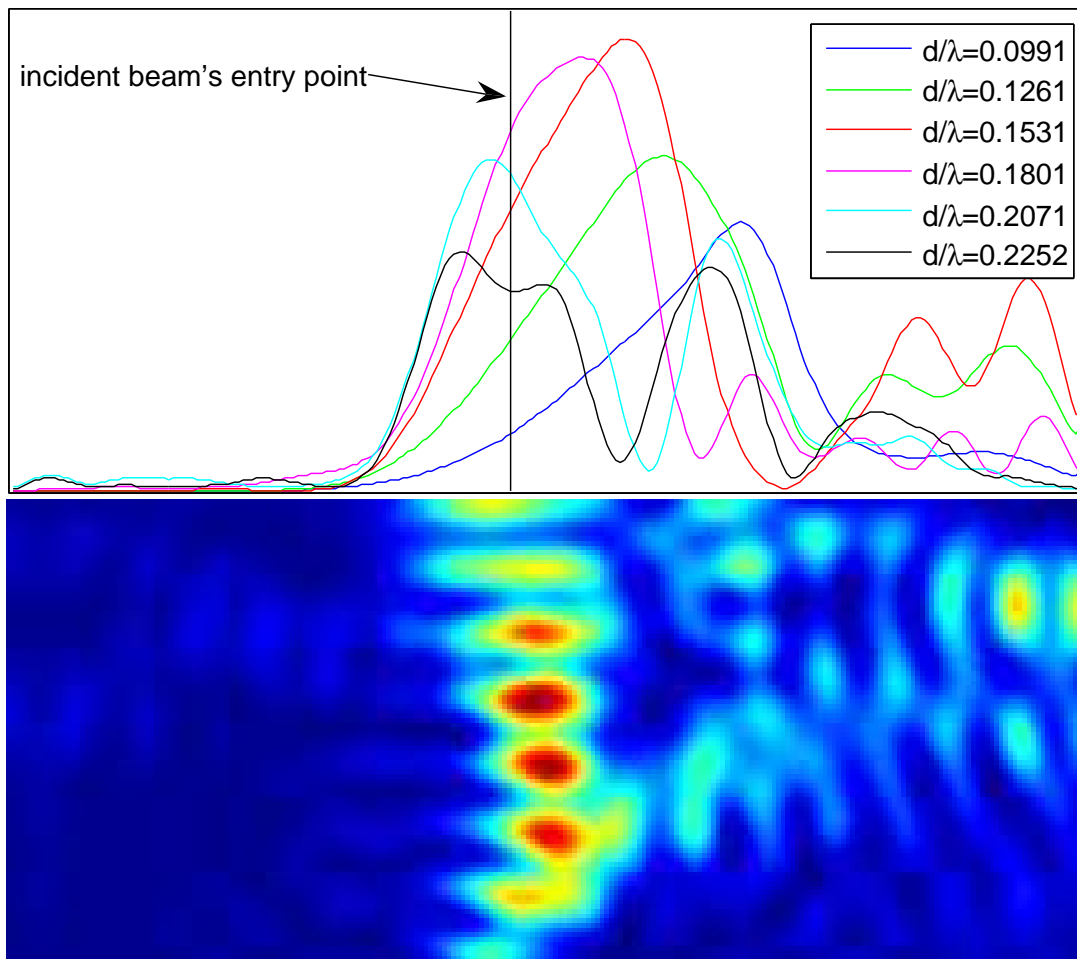 incident beam's entry point
d/λ=0.0991
d/λ=0.1261
d/λ=0.1531
d/λ=0.1801
d/λ=0.2071
d/λ=0.2252